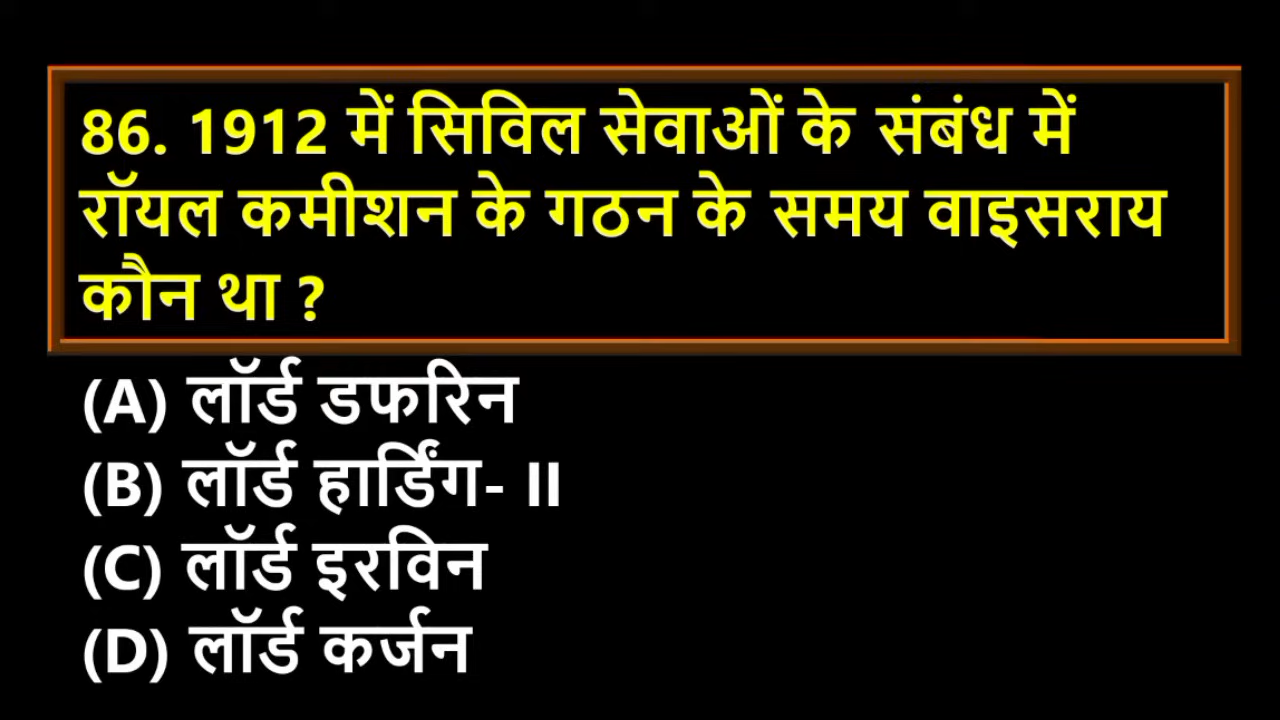 86. 1912 में सिविल सेवाओं के संबंध में
रॉयल कमीशन के गठन के समय वाइसराय
कौन था ?
(A) लॉर्ड डफरिन
(B) लॉर्ड हार्डिंग- II
(C) लॉर्ड इरविन
(D) लॉर्ड कर्जन